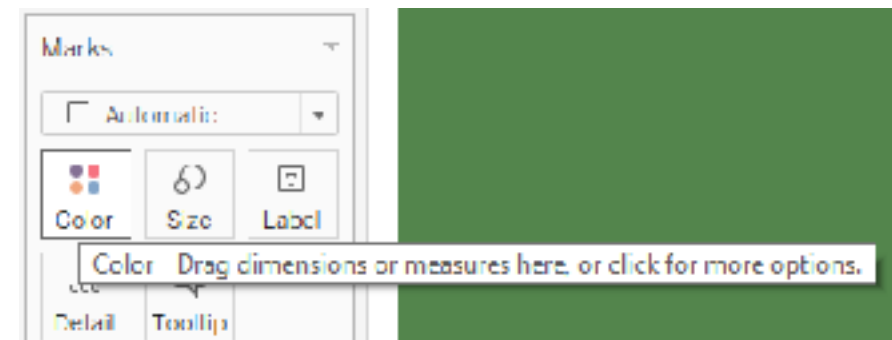 Marks
Automatic
Color Size Label
Color Drag dimensions or measures here, or click for more options.
Detail Tooltip